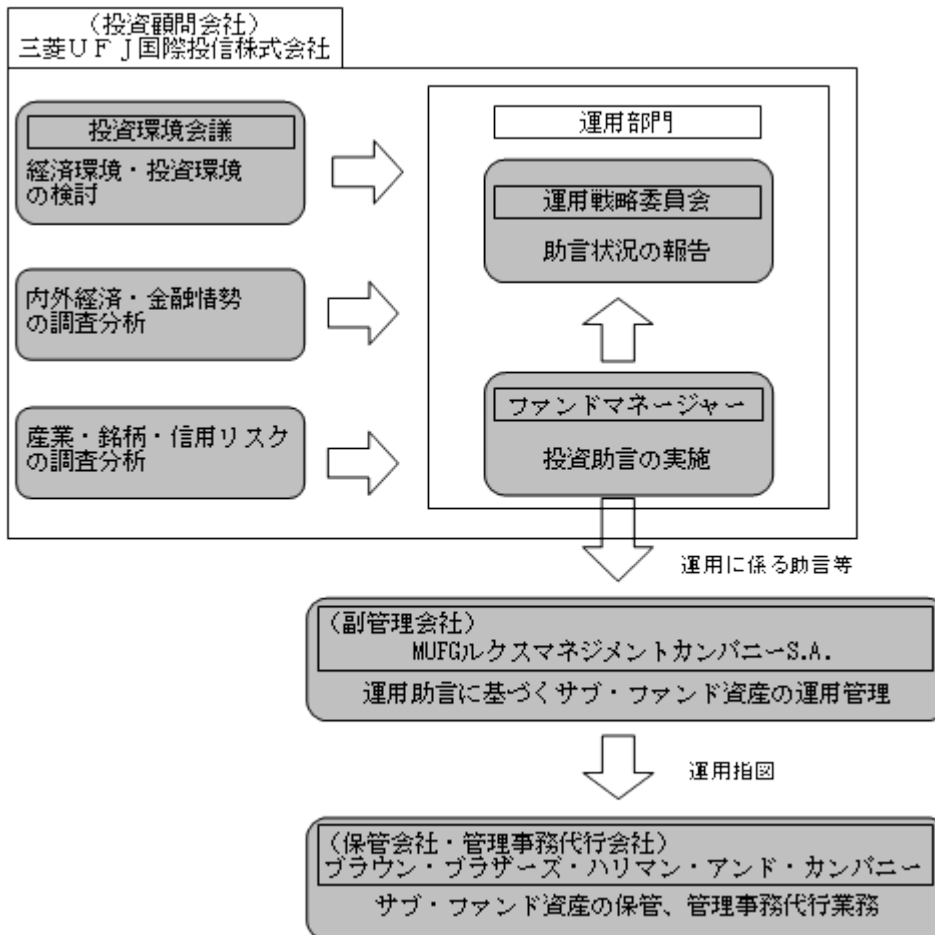 (投資顧問会社)
三菱UFJ国際投信株式会社
投資環境会議
経済環境・投資環境
の検討
内外経済・金融情勢
の調査分析
産業・銘柄・信用リスク
の調査分析
運用部門
運用戦略委員会
助言状況の報告
ファンドマネージャー
投資助言の実施
運用に係る助言等
(副管理会社)
MUFGルクスマネジメントカンパニーS.A.
運用助言に基づくサブ・ファンド資産の運用管理
運用指図
(保管会社・管理事務代行会社)
ブラウン・ブラザーズ・ハリマン・アンド・カンパニー
サブ・ファンド資産の保管、管理事務代行業務